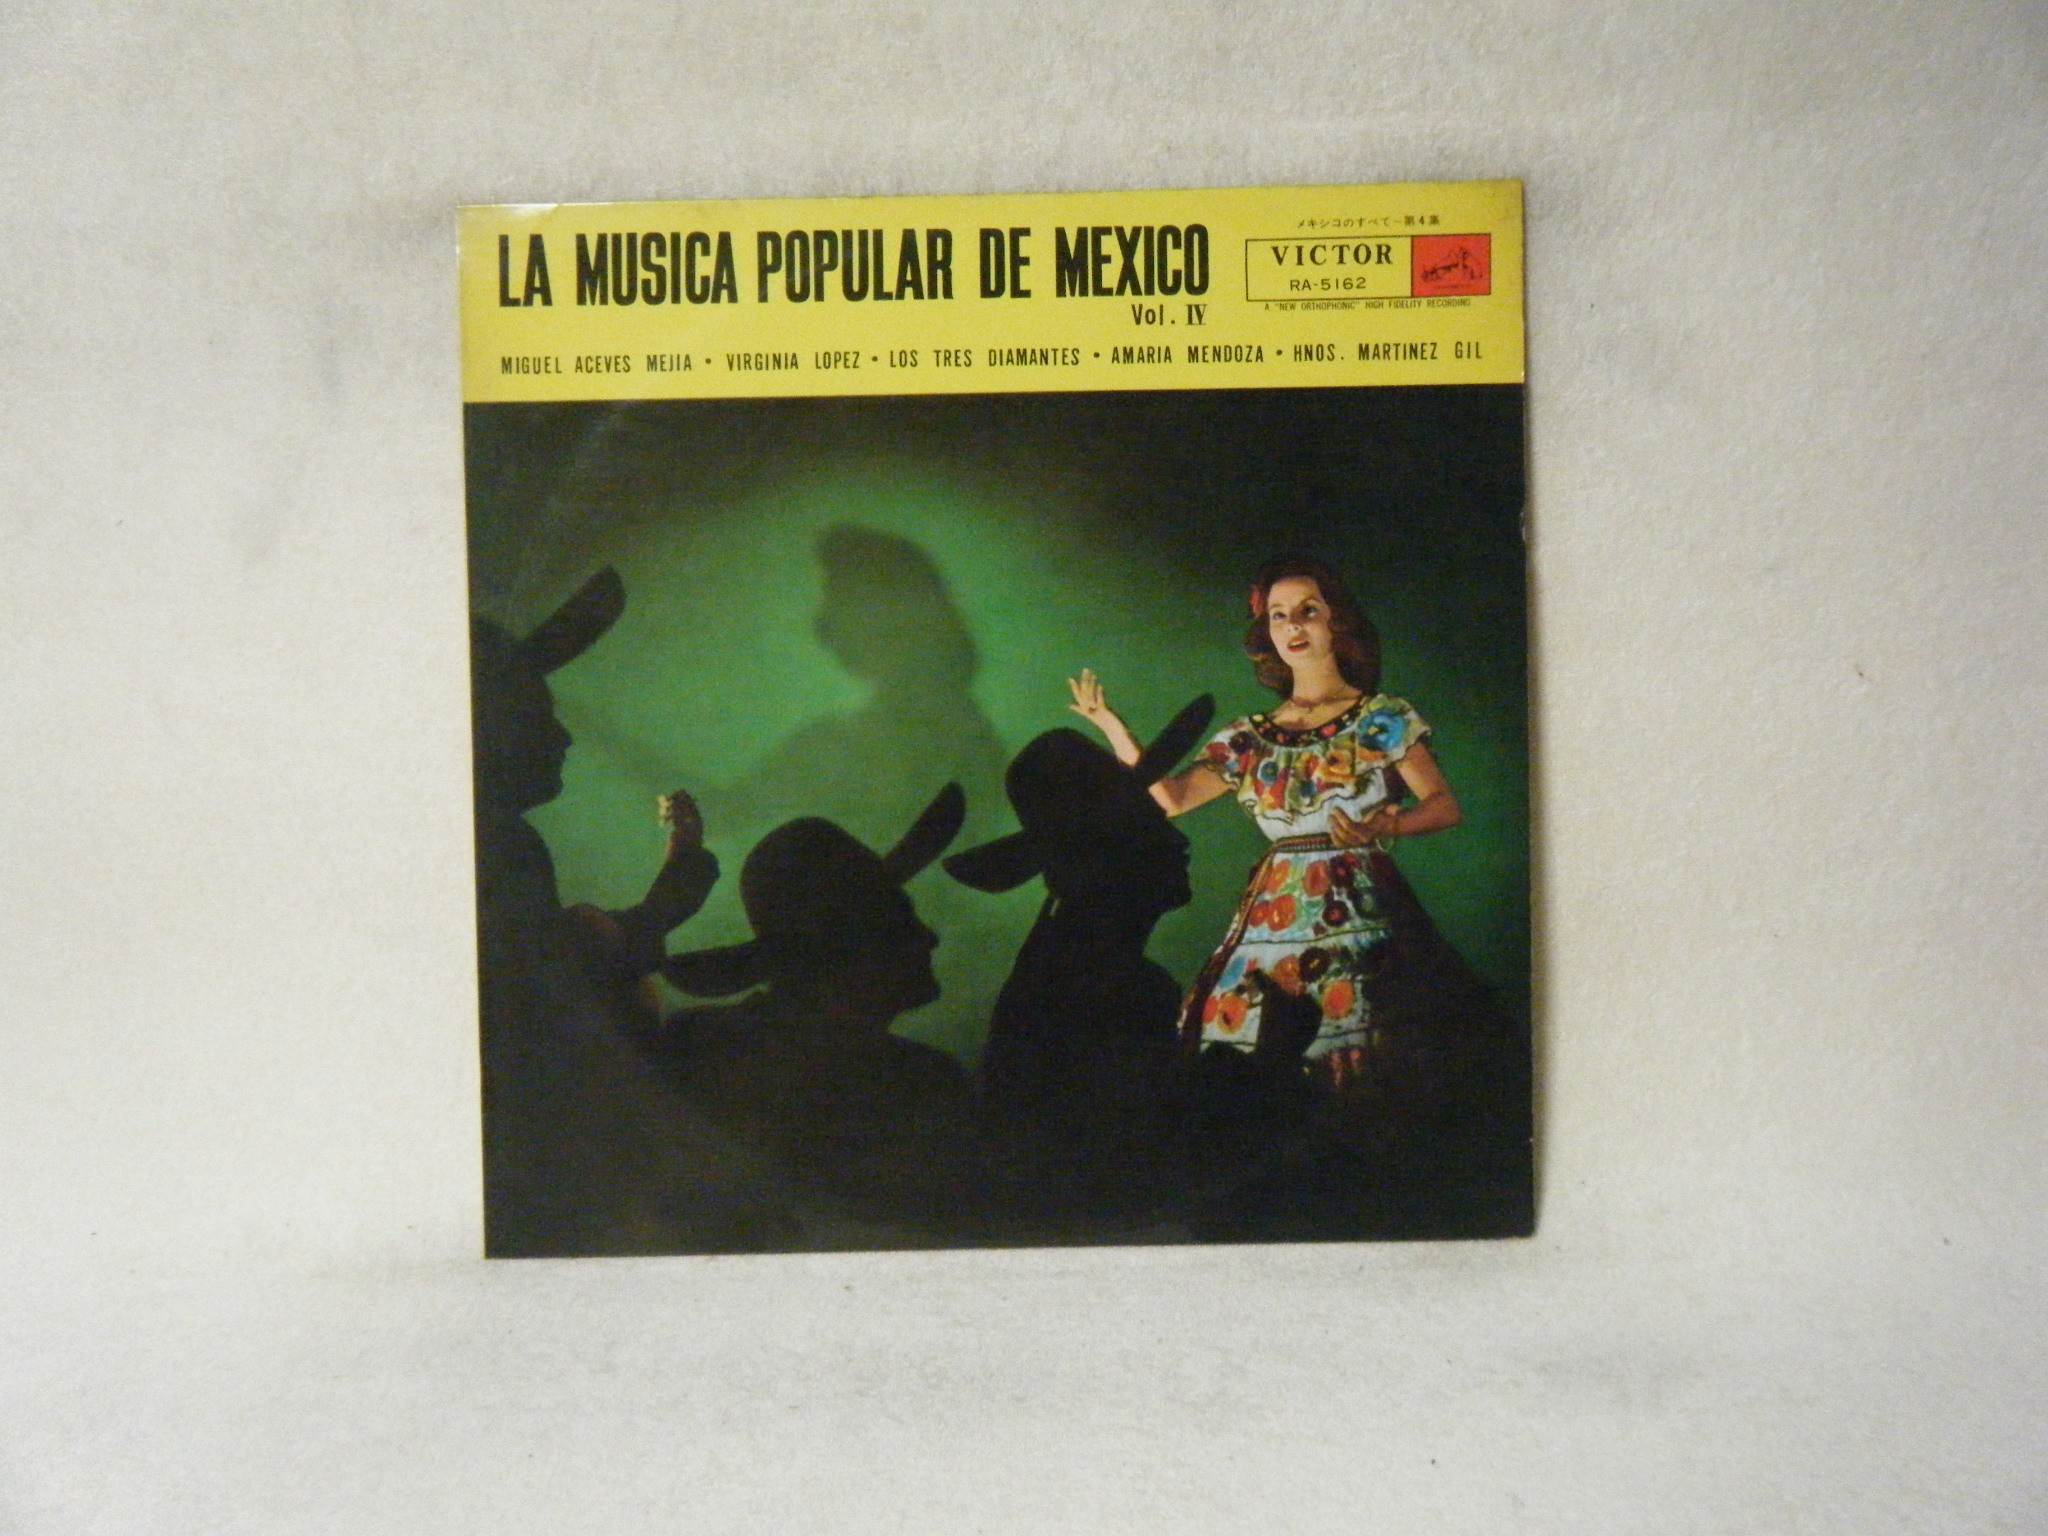 LA MUSICA POPULAR DE MEXICO
Vol. IV
メキシコのすべて−第4集
VICTOR
RA-5162
A "NEW ORTHOPHONIC" HIGH FIDELITY RECORDING
MIGUEL ACEVES MEJIA • VIRGINIA LOPEZ • LOS TRES DIAMANTES • AMARIA MENDOZA • HNOS. MARTINEZ GIL